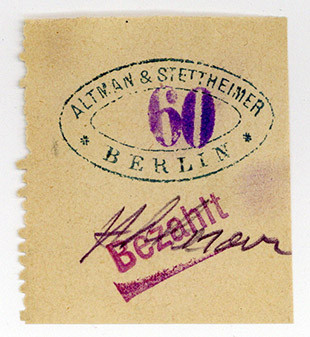 ALTMAN & STETTHEIMER
60
* BERLIN *
Bezahlt